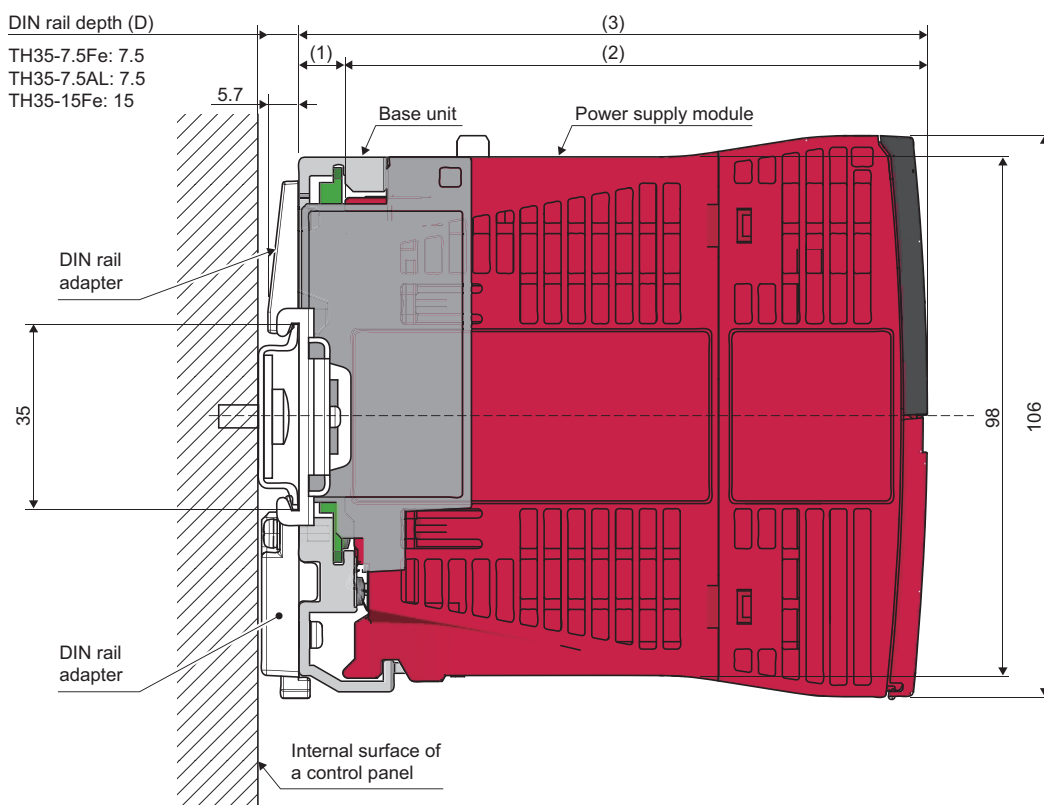 DIN rail depth (D)
TH35-7.5Fe: 7.5
TH35-7.5AL: 7.5
TH35-15Fe: 15
(3)
(1)
(2)
5.7
Base unit
Power supply module
DIN rail
adapter
35
98
106
DIN rail
adapter
Internal surface of
a control panel